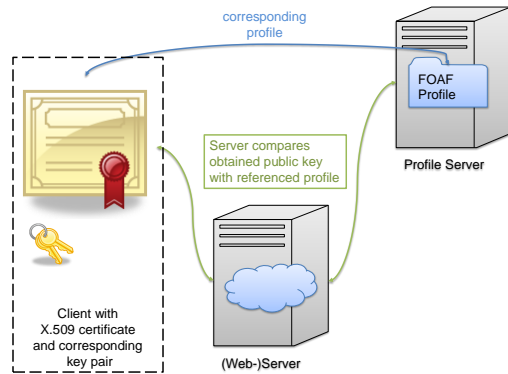 corresponding
profile
FOAF
Profile
Profile Server
Server compares
obtained public key
with referenced profile
Client with
X.509 certificate
and corresponding
key pair
(Web-)Server